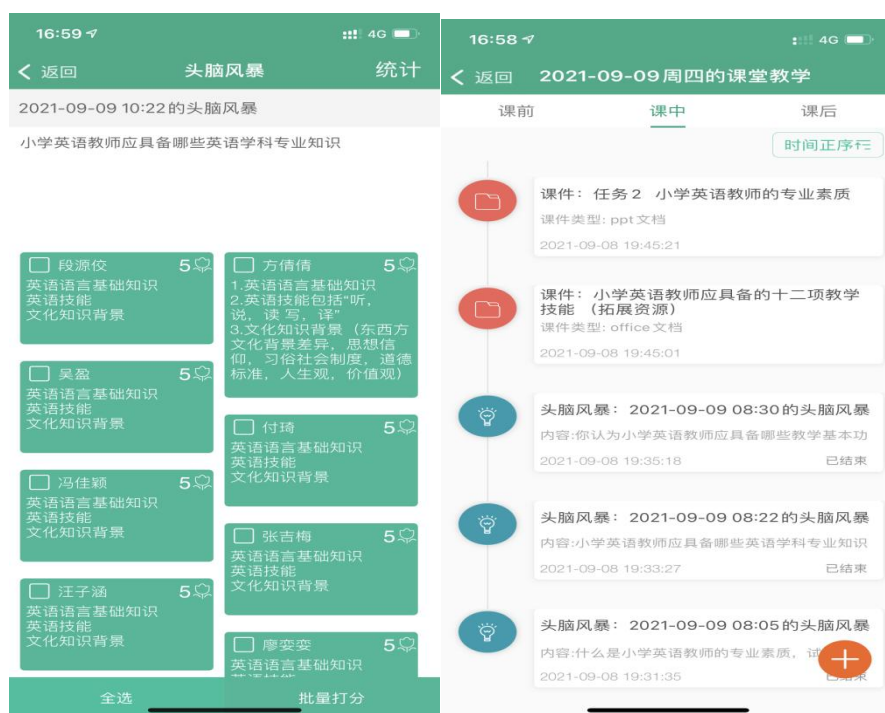 16:59
4G
返回
头脑风暴
统计
2021-09-09 10:22的头脑风暴
小学英语教师应具备哪些英语学科专业知识
段源佼 5
英语语言基础知识
英语技能
文化知识背景
吴盈 5
英语语言基础知识
英语技能
文化知识背景
冯佳颖 5
英语语言基础知识
英语技能
文化知识背景
汪子涵 5
英语语言基础知识
英语技能
文化知识背景
方倩倩 5
1.英语语言基础知识
2.英语技能包括“听,
说, 读 写, 译”
3.文化知识背景 (东西方
文化背景差异, 思想信
仰, 习俗社会制度, 道德
标准, 人生观, 价值观)
付琦 5
英语语言基础知识
英语技能
文化知识背景
张吉梅 5
英语语言基础知识
英语技能
文化知识背景
廖娈娈 5
英语语言基础知识
全选
批量打分
16:58
4G
返回
2021-09-09周四的课堂教学
课前
课中
课后
时间正序
课件: 任务2 小学英语教师的专业素质
课件类型: ppt文档
2021-09-08 19:45:21
课件: 小学英语教师应具备的十二项教学
技能 (拓展资源)
课件类型: office文档
2021-09-08 19:45:01
头脑风暴: 2021-09-09 08:30的头脑风暴
内容:你认为小学英语教师应具备哪些教学基本功
2021-09-08 19:35:18 已结束
头脑风暴: 2021-09-09 08:22的头脑风暴
内容:小学英语教师应具备哪些英语学科专业知识
2021-09-08 19:33:27 已结束
头脑风暴: 2021-09-09 08:05的头脑风暴
内容:什么是小学英语教师的专业素质, 试
2021-09-08 19:31:35